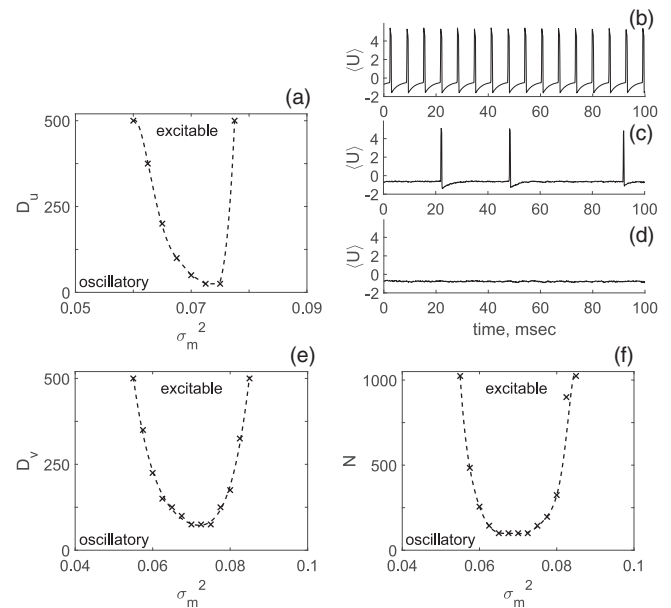 (a)
D_u
500
250
0
excitable
oscillatory
0.05 0.07 0.09
σ_m^2
(b)
⟨U⟩
4
2
0
-2
0 20 40 60 80 100
(c)
⟨U⟩
4
2
0
-2
0 20 40 60 80 100
(d)
⟨U⟩
4
2
0
-2
0 20 40 60 80 100
time, msec
(e)
D_v
500
250
0
excitable
oscillatory
0.04 0.06 0.08 0.1
σ_m^2
(f)
N
1000
500
0
excitable
oscillatory
0.04 0.06 0.08 0.1
σ_m^2